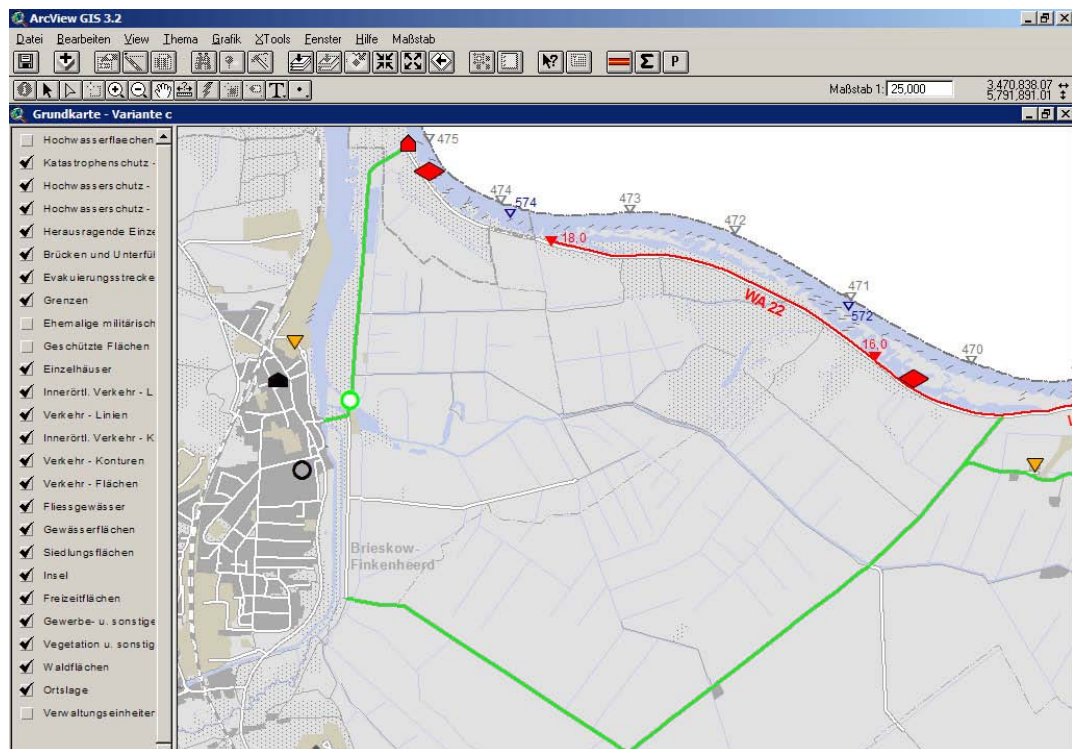 ArcView GIS 3.2
Datei Bearbeiten View Thema Grafik XTools Fenster Hilfe Maßstab
P
T
Maßstab 1: 25,000
3,470,838.07
5,791,891.01
Grundkarte - Variante c
Hochwasserflaechen
Katastrophenschutz -
Hochwasserschutz -
Hochwasserschutz -
Herausragende Einze
Brücken und Unterfül
Evakuierungsstrecke
Grenzen
Ehemalige militärisch
Geschützte Flächen
Einzelhäuser
Innerörtl. Verkehr - L
Verkehr - Linien
Innerörtl. Verkehr - K
Verkehr - Konturen
Verkehr - Flächen
Fliessgewässer
Gewässerflächen
Siedlungsflächen
Insel
Freizeitflächen
Gewerbe- u. sonstige
Vegetation u. sonstig
Waldflächen
Ortslage
Verwaltungseinheiten
475
474
574
473
472
18,0
471
572
WA 22
16,0
470
Brieskow-
Finkenheerd